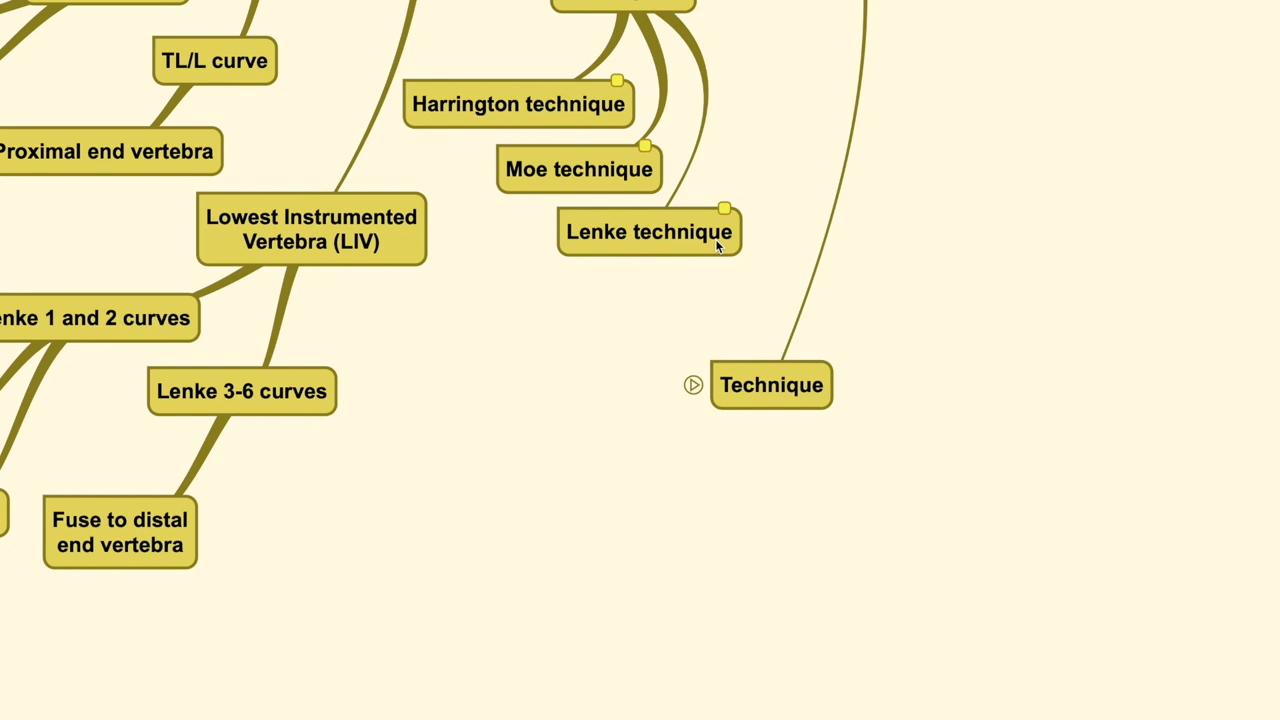 TL/L curve
Harrington technique
Proximal end vertebra
Moe technique
Lowest Instrumented
Vertebra (LIV)
Lenke technique
1 and 2 curves
Technique
Lenke 3-6 curves
Fuse to distal
end vertebra